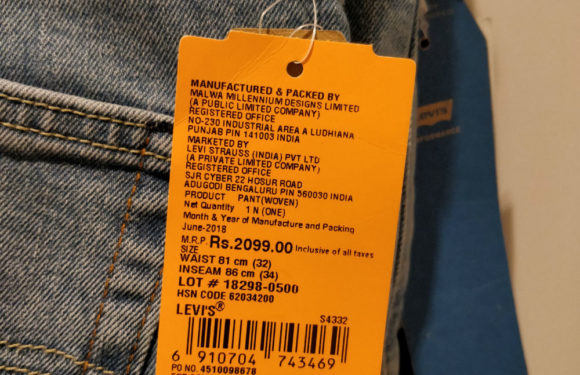 MANUFACTURED & PACKED BY
MALWA MILLENNIUM DESIGNS LIMITED
(A PUBLIC LIMITED COMPANY)
REGISTERED OFFICE
NO-230 INDUSTRIAL AREA A LUDHIANA
PUNJAB PIN 141003 INDIA
MARKETED BY
LEVI STRAUSS (INDIA) PVT LTD
(A PRIVATE LIMITED COMPANY)
REGISTERED OFFICE
SJR CYBER 22 HOSUR ROAD
ADUGODI BENGALURU PIN 560030 INDIA
PRODUCT PANT(WOVEN)
Net Quantity 1 N (ONE)
Month & Year of Manufacture and Packing
June-2018
M.R.P. Rs.2099.00 Inclusive of all taxes
SIZE
WAIST 81 cm (32)
INSEAM 86 cm (34)
LOT # 18298-0500
HSN CODE 62034200
LEVI'S® S4332
6 910704 743469
PO NO. 4510098678